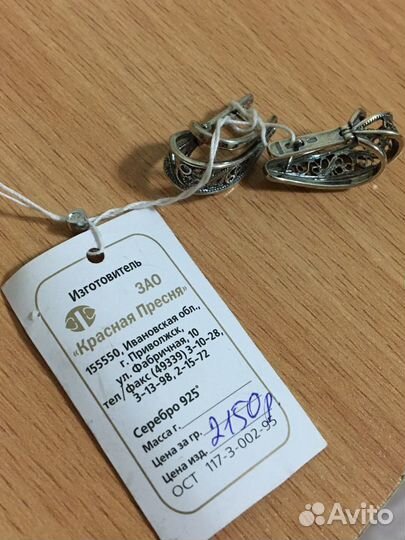 Изготовитель
ЗАО
«Красная Пресня»
155550, Ивановская обл.,
г. Приволжск,
ул. Фабричная, 10
тел/факс (49339) 3-10-28,
3-13-98, 2-15-72
Серебро 925°
Масса г.
Цена за гр.
Цена изд. 2150р.
ОСТ 117-3-002-95
Avito